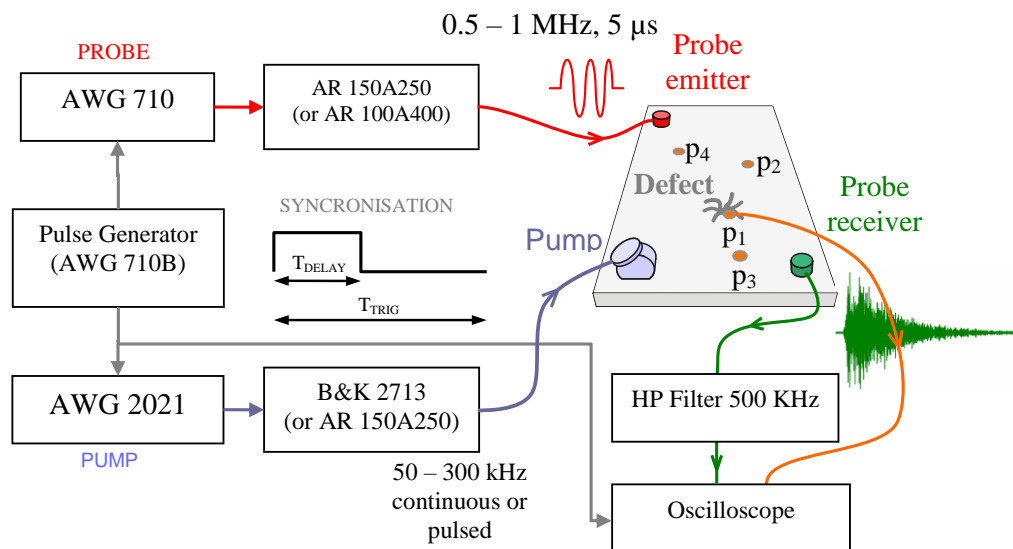 0.5 – 1 MHz, 5 µs
PROBE
AWG 710
AR 150A250
(or AR 100A400)
Probe
emitter
p4
p2
Defect
p1
p3
Probe
receiver
Pulse Generator
(AWG 710B)
SYNCRONISATION
TDELAY
TTRIG
Pump
AWG 2021
PUMP
B&K 2713
(or AR 150A250)
50 – 300 kHz
continuous or
pulsed
HP Filter 500 KHz
Oscilloscope